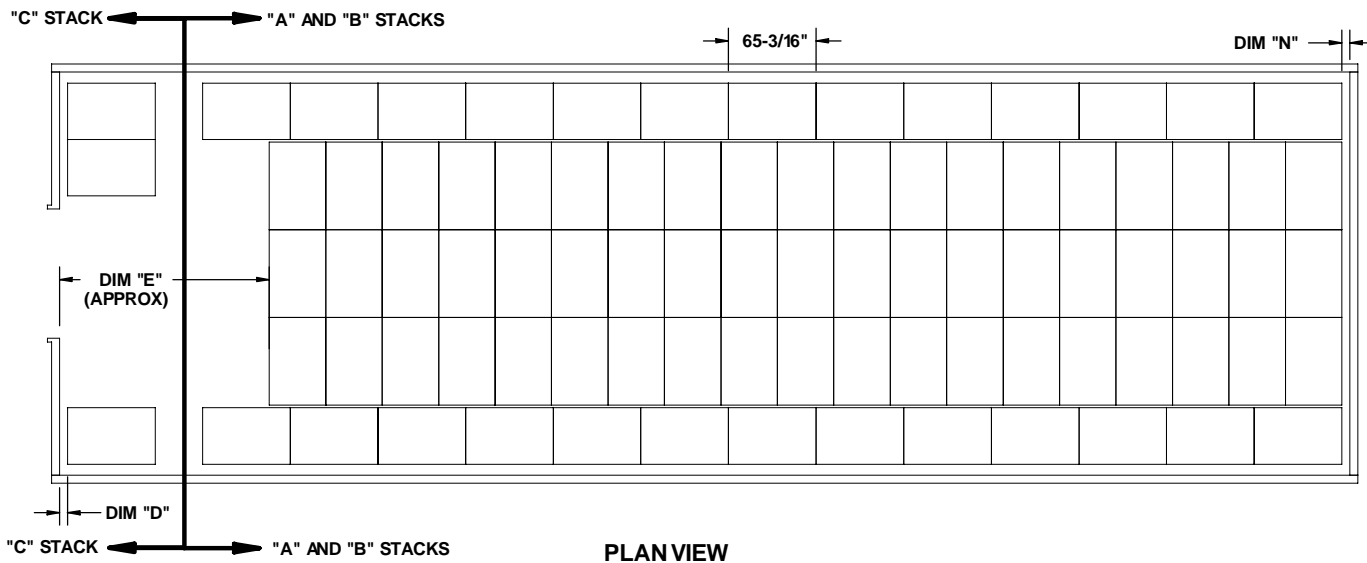 "C" STACK
"A" AND "B" STACKS
65-3/16"
DIM "N"
DIM "E"
(APPROX)
DIM "D"
"C" STACK
"A" AND "B" STACKS
PLAN VIEW